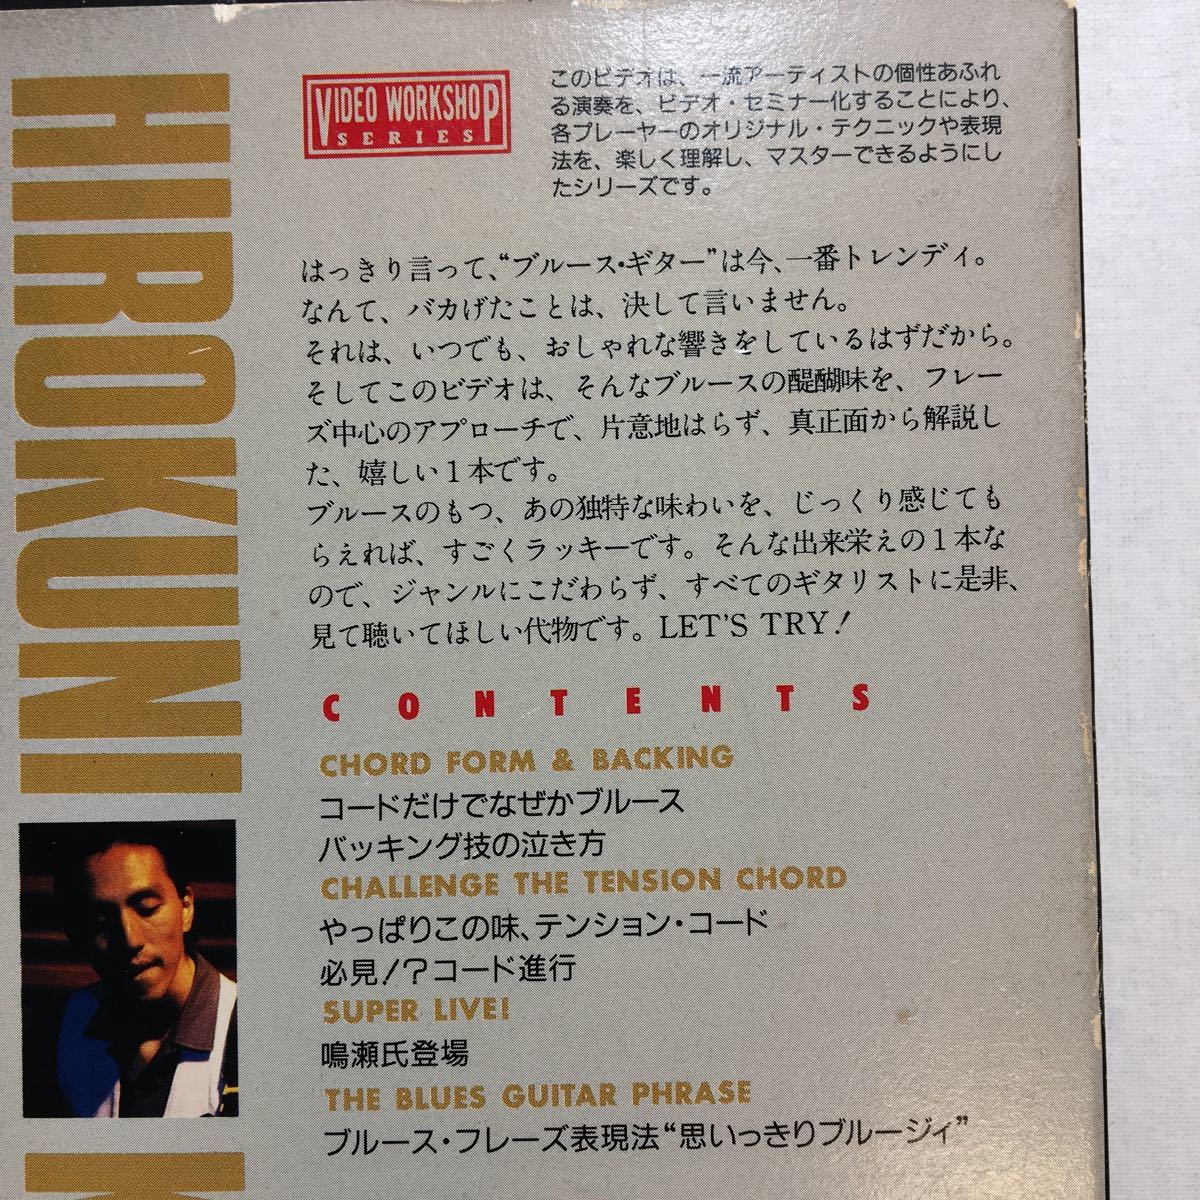 HIROKUNI
VIDEO WORKSHOP
SERIES
このビデオは、一流アーティストの個性あふれ
る演奏を、ビデオ・セミナー化することにより、
各プレーヤーのオリジナル・テクニックや表現
法を、楽しく理解し、マスターできるようにし
たシリーズです。
はっきり言って、“ブルース・ギター”は今、一番トレンディ。
なんて、バカげたことは、決して言いません。
それは、いつでも、おしゃれな響きをしているはずだから。
そしてこのビデオは、そんなブルースの醍醐味を、フレー
ズ中心のアプローチで、片意地はらず、真正面から解説し
た、嬉しい1本です。
ブルースのもつ、あの独特な味わいを、じっくり感じても
らえれば、すごくラッキーです。そんな出来栄えの1本な
ので、ジャンルにこだわらず、すべてのギタリストに是非、
見て聴いてほしい代物です。LET'S TRY!
CONTENTS
CHORD FORM & BACKING
コードだけでなぜかブルース
バッキング技の泣き方
CHALLENGE THE TENSION CHORD
やっぱりこの味、テンション・コード
必見!?コード進行
SUPER LIVE!
鳴瀬氏登場
THE BLUES GUITAR PHRASE
ブルース・フレーズ表現法“思いっきりブルージィ”